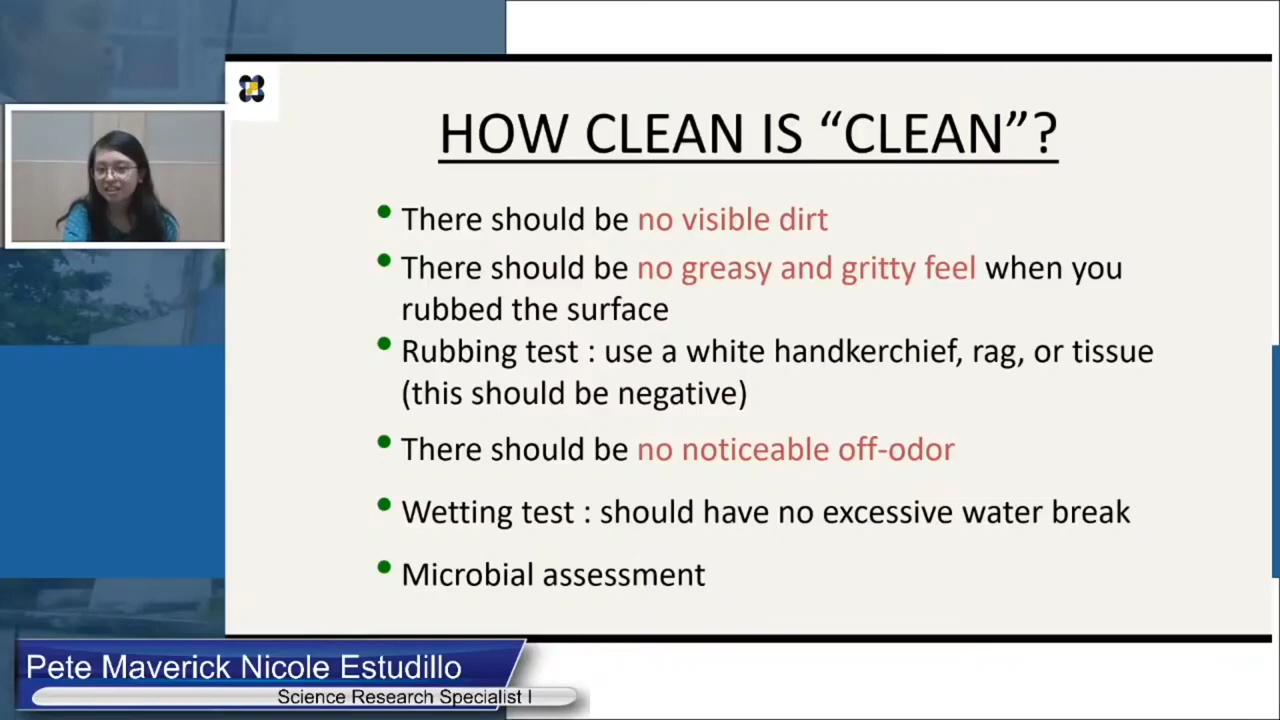 HOW CLEAN IS “CLEAN”?
• There should be no visible dirt
• There should be no greasy and gritty feel when you
rubbed the surface
• Rubbing test : use a white handkerchief, rag, or tissue
(this should be negative)
• There should be no noticeable off-odor
• Wetting test : should have no excessive water break
• Microbial assessment
Pete Maverick Nicole Estudillo
Science Research Specialist I